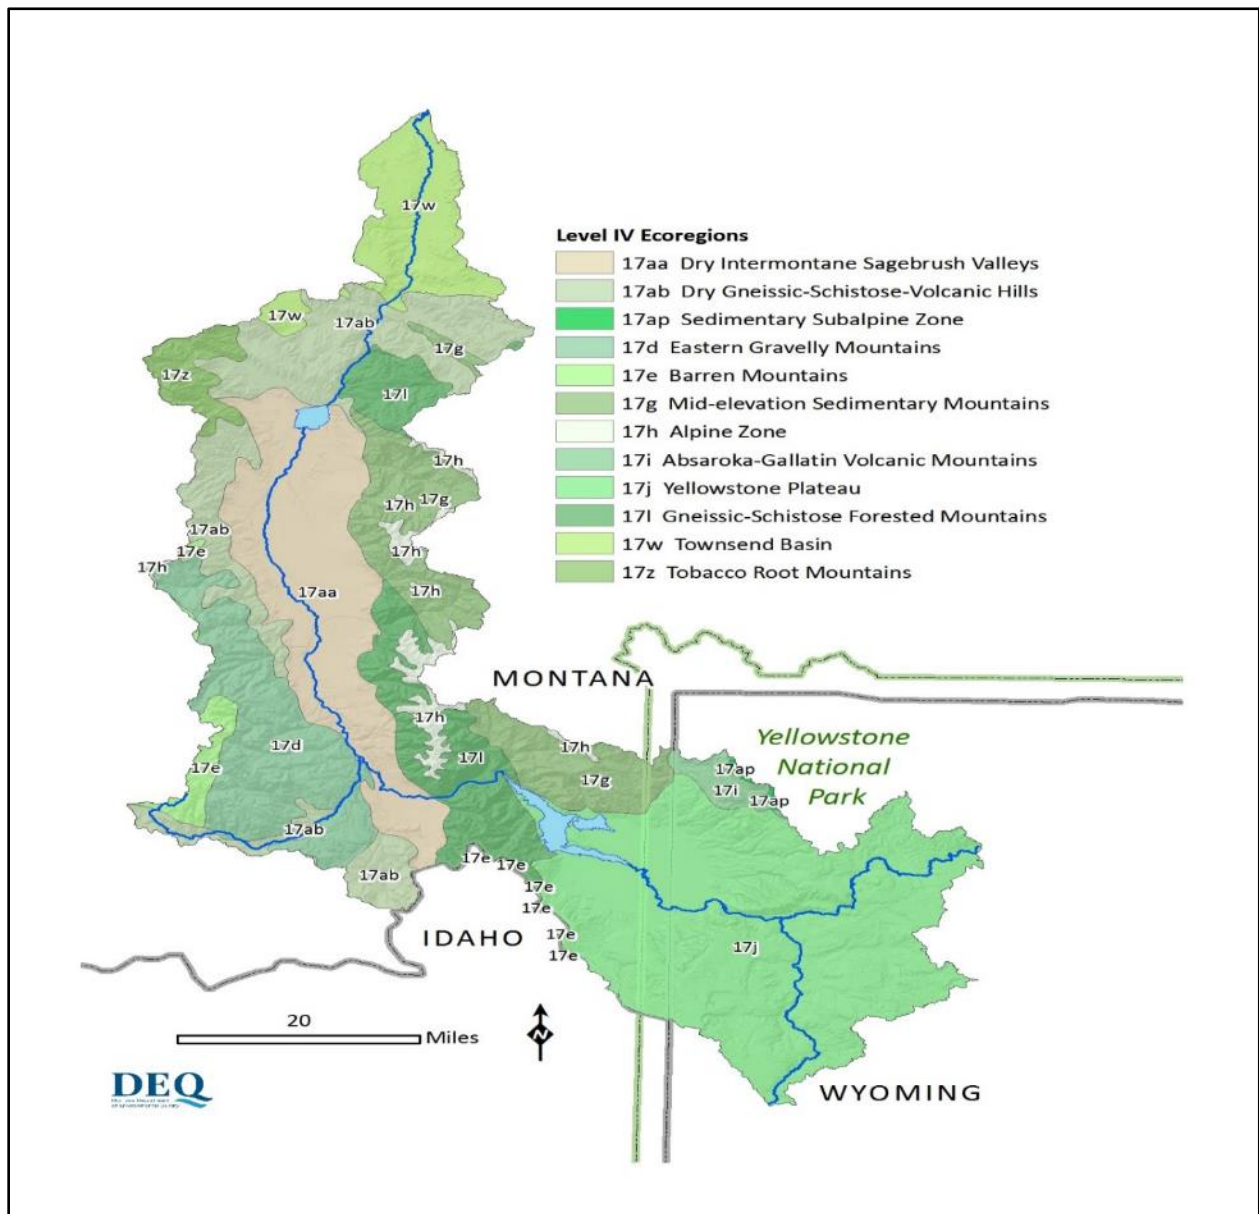 17w
Level IV Ecoregions
17aa Dry Intermontane Sagebrush Valleys
17ab Dry Gneissic-Schistose-Volcanic Hills
17ap Sedimentary Subalpine Zone
17d Eastern Gravelly Mountains
17e Barren Mountains
17g Mid-elevation Sedimentary Mountains
17h Alpine Zone
17i Absaroka-Gallatin Volcanic Mountains
17j Yellowstone Plateau
17l Gneissic-Schistose Forested Mountains
17w Townsend Basin
17z Tobacco Root Mountains
17w
17ab
17g
17z
17l
17h
17h
17g
17ab
17e
17h
17h
17aa
17h
MONTANA
17h
17d
17h
17l
17g
17e
Yellowstone
National
Park
17ap
17i
17ap
17ab
17ab
17e
17e
17e
17e
17e
17e
IDAHO
17j
20
Miles
N
DEQ
WYOMING